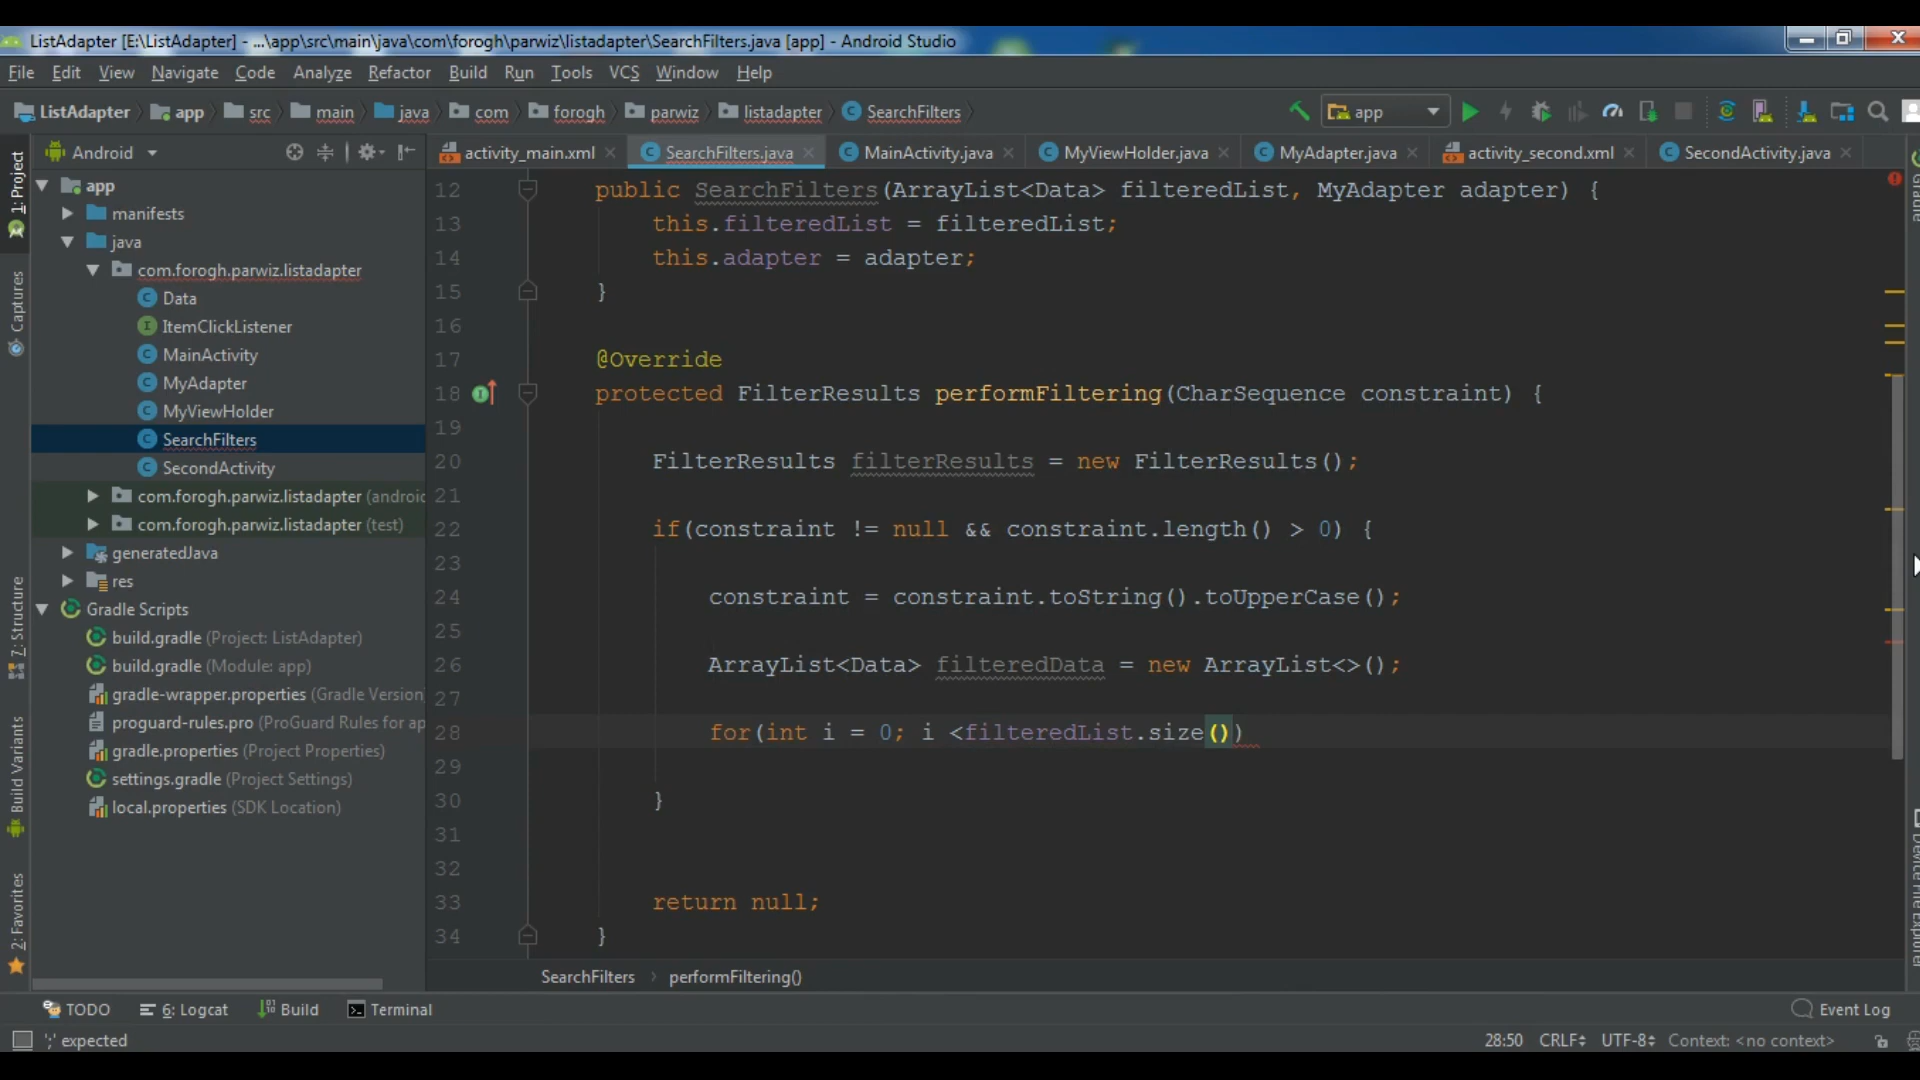 ListAdapter [E:\ListAdapter] - ...\app\src\main\java\com\forogh\parwiz\listadapter\SearchFilters.java [app] - Android Studio
File Edit View Navigate Code Analyze Refactor Build Run Tools VCS Window Help
ListAdapter app src main java com forogh parwiz listadapter SearchFilters app
Android activity_main.xml SearchFilters.java MainActivity.java MyViewHolder.java MyAdapter.java activity_second.xml SecondActivity.java
1: Project
Captures
7: Structure
Build Variants
2: Favorites
app
manifests
java
com.forogh.parwiz.listadapter
Data
ItemClickListener
MainActivity
MyAdapter
MyViewHolder
SearchFilters
SecondActivity
com.forogh.parwiz.listadapter (androic
com.forogh.parwiz.listadapter (test)
generatedJava
res
Gradle Scripts
build.gradle (Project: ListAdapter)
build.gradle (Module: app)
gradle-wrapper.properties (Gradle Version
proguard-rules.pro (ProGuard Rules for ap
gradle.properties (Project Properties)
settings.gradle (Project Settings)
local.properties (SDK Location)
12 public SearchFilters(ArrayList<Data> filteredList, MyAdapter adapter) {
13 this.filteredList = filteredList;
14 this.adapter = adapter;
15 }
16
17 @Override
18 protected FilterResults performFiltering(CharSequence constraint) {
19
20 FilterResults filterResults = new FilterResults();
21
22 if(constraint != null && constraint.length() > 0) {
23
24 constraint = constraint.toString().toUpperCase();
25
26 ArrayList<Data> filteredData = new ArrayList<>();
27
28 for(int i = 0; i <filteredList.size())
29
30 }
31
32
33 return null;
34 }
Gradle
Device File Explorer
SearchFilters performFiltering()
TODO 6: Logcat Build Terminal Event Log
';' expected 28:50 CRLF UTF-8 Context: <no context>